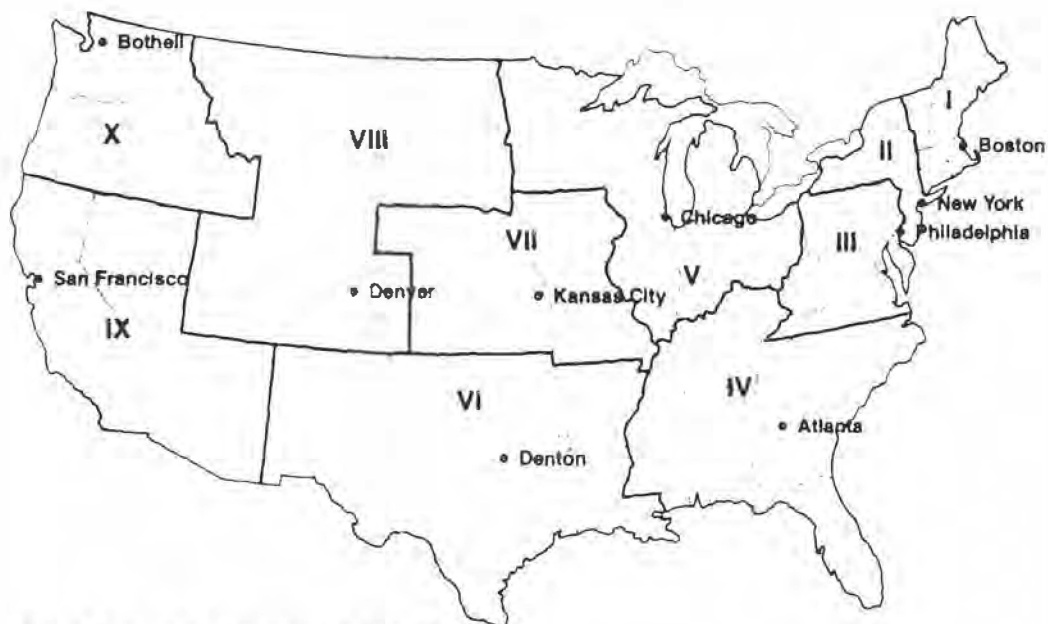 Bothell
X
VIII
I
Boston
II
New York
Chicago
Philadelphia
VII
III
San Francisco
Denver
Kansas City
V
IX
VI
IV
Atlanta
Denton